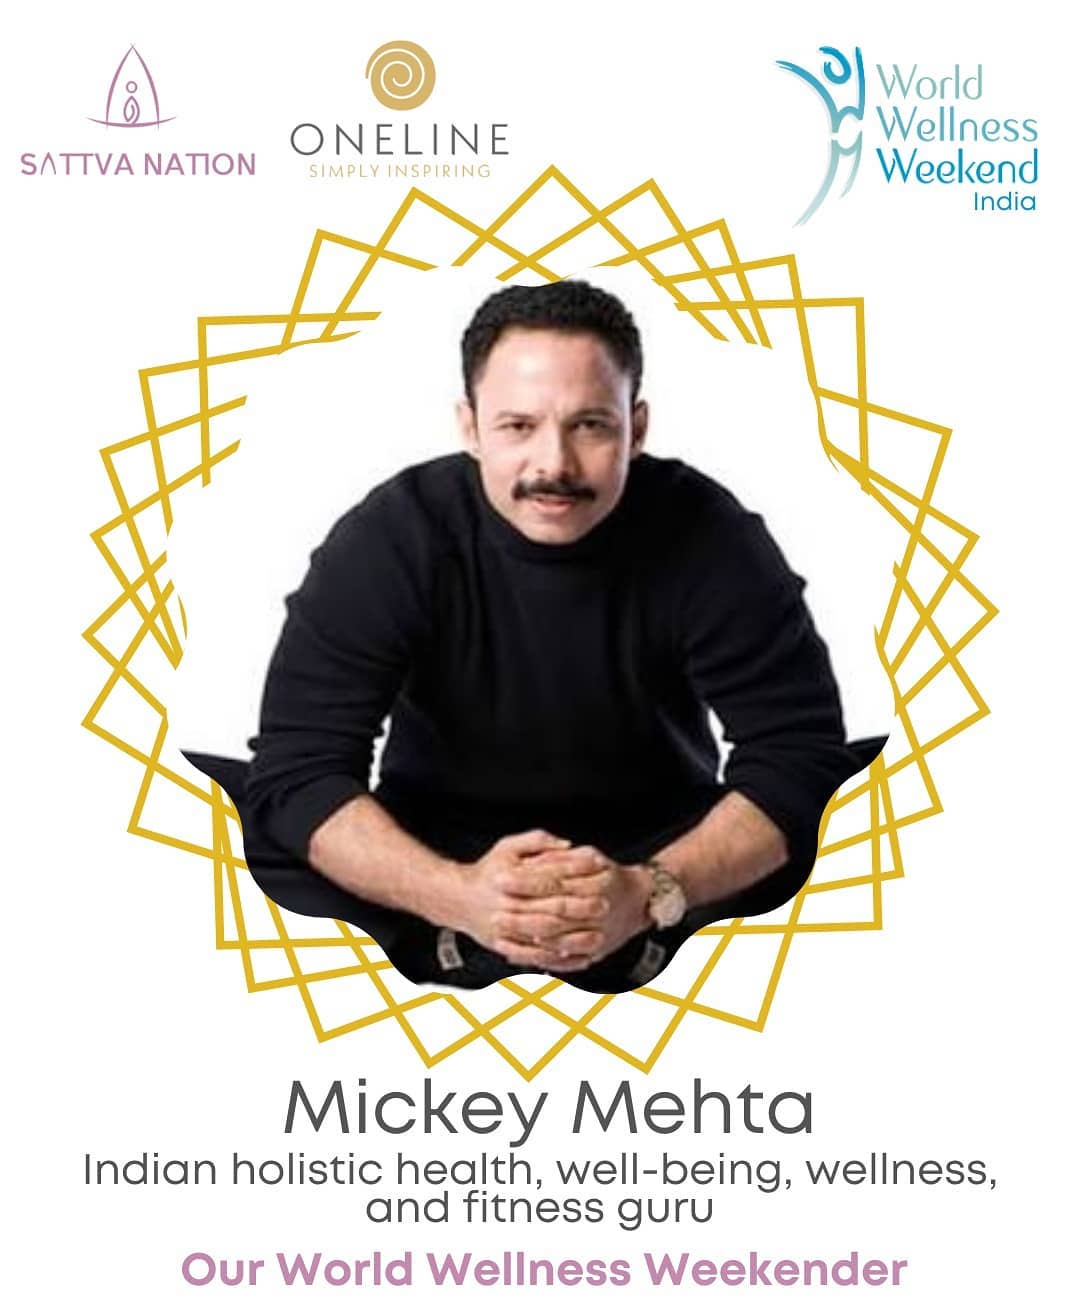 SATTVA NATION
ONELINE
SIMPLY INSPIRING
World
Wellness
Weekend
India
Mickey Mehta
Indian holistic health, well-being, wellness,
and fitness guru
Our World Wellness Weekender